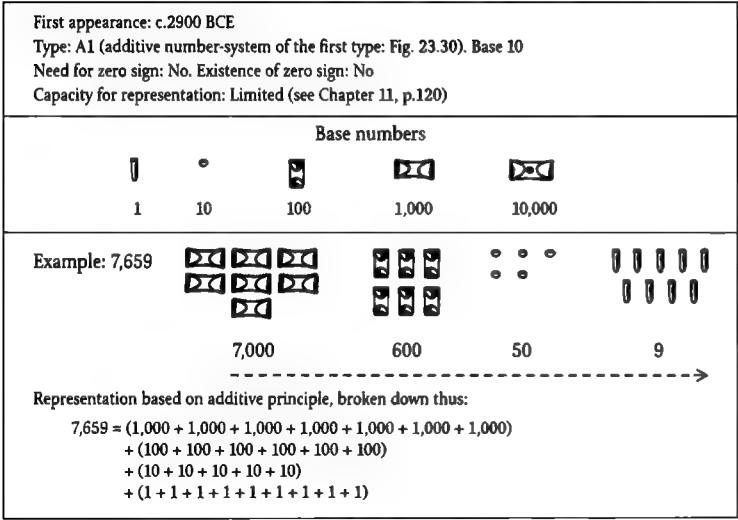 First appearance: c.2900 BCE
Type: A1 (additive number-system of the first type: Fig. 23.30). Base 10
Need for zero sign: No. Existence of zero sign: No
Capacity for representation: Limited (see Chapter 11, p.120)
Base numbers
1 10 100 1,000 10,000
Example: 7,659
7,000 600 50 9
Representation based on additive principle, broken down thus:
7,659 = (1,000 + 1,000 + 1,000 + 1,000 + 1,000 + 1,000 + 1,000)
+ (100 + 100 + 100 + 100 + 100 + 100)
+ (10 + 10 + 10 + 10 + 10)
+ (1 + 1 + 1 + 1 + 1 + 1 + 1 + 1 + 1)